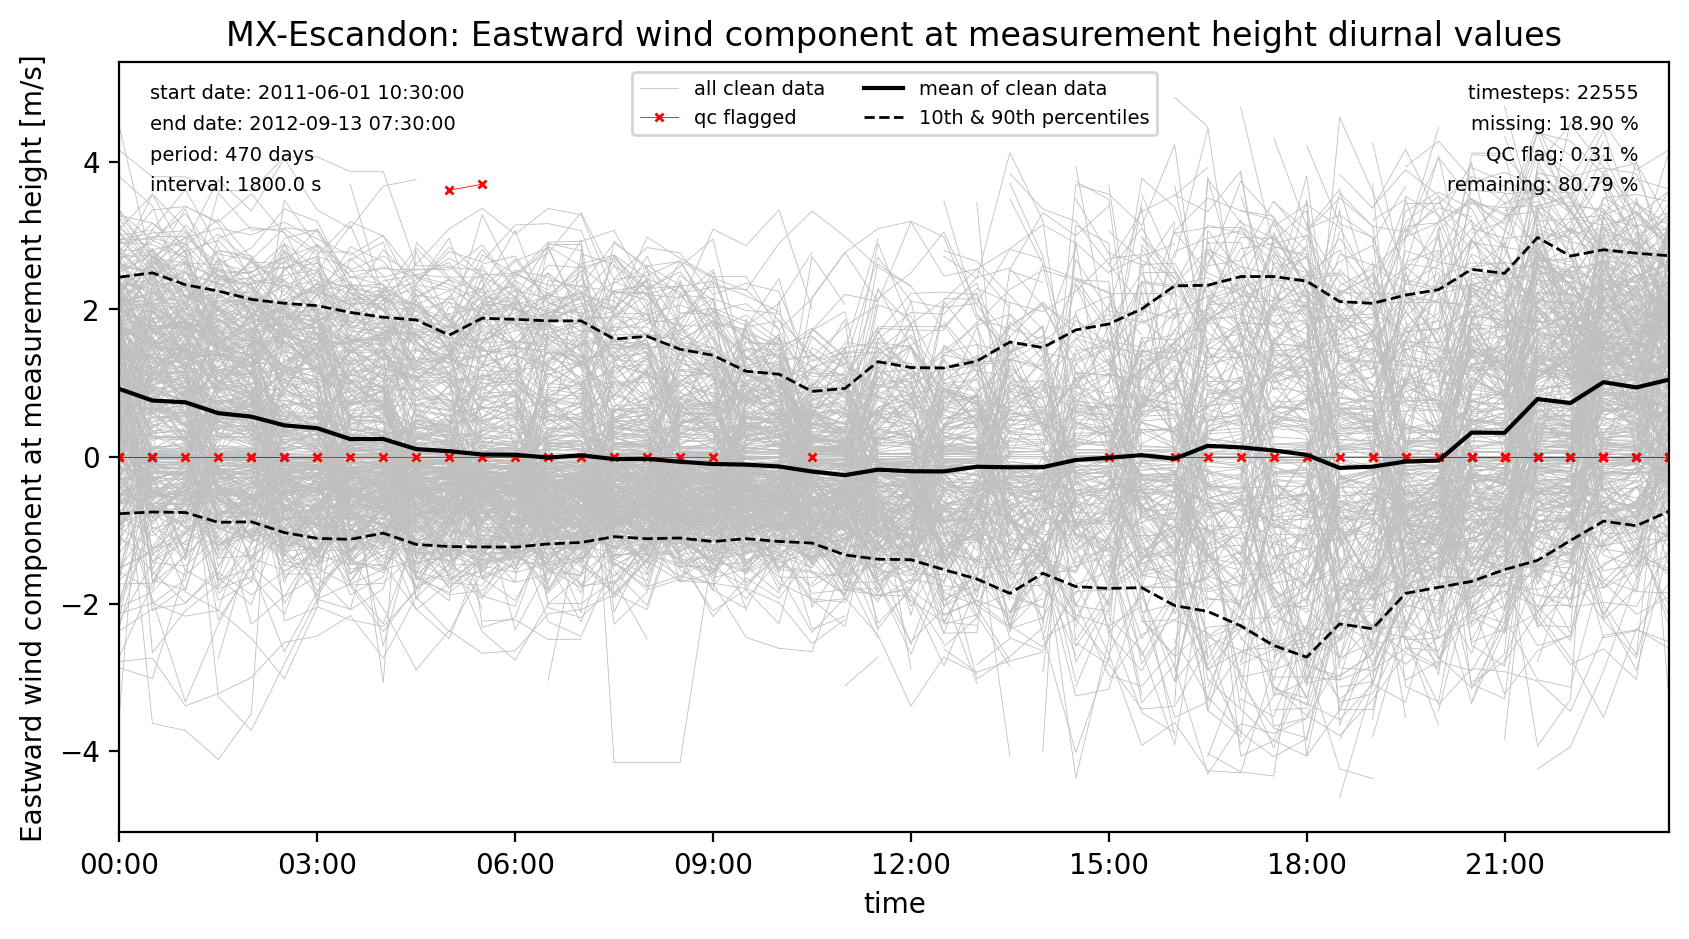 MX-Escandon: Eastward wind component at measurement height diurnal values
start date: 2011-06-01 10:30:00
end date: 2012-09-13 07:30:00
period: 470 days
interval: 1800.0 s
all clean data
qc flagged
mean of clean data
10th & 90th percentiles
timesteps: 22555
missing: 18.90 %
QC flag: 0.31 %
remaining: 80.79 %
Eastward wind component at measurement height [m/s]
4
2
0
−2
−4
00:00 03:00 06:00 09:00 12:00 15:00 18:00 21:00
time